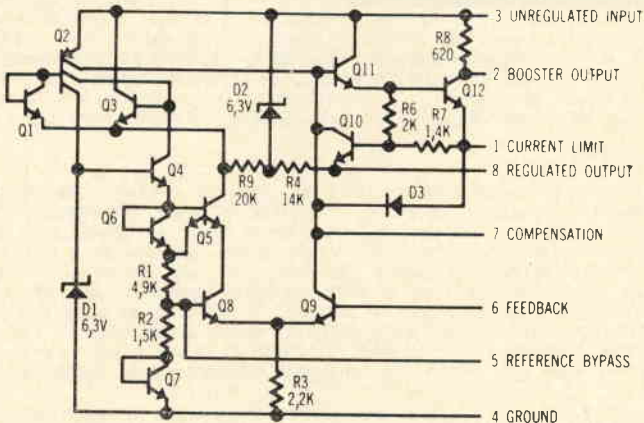 3 UNREGULATED INPUT
Q2
R8
620
D2
6,3V
Q11
2 BOOSTER OUTPUT
Q3
Q12
Q1
Q10
R6
2K
R7
1,4K
1 CURRENT LIMIT
Q4
R9
20K
R4
14K
8 REGULATED OUTPUT
D3
Q6
Q5
7 COMPENSATION
R1
4,9K
D1
6,3V
Q8
Q9
6 FEEDBACK
R2
1,5K
5 REFERENCE BYPASS
Q7
R3
2,2K
4 GROUND